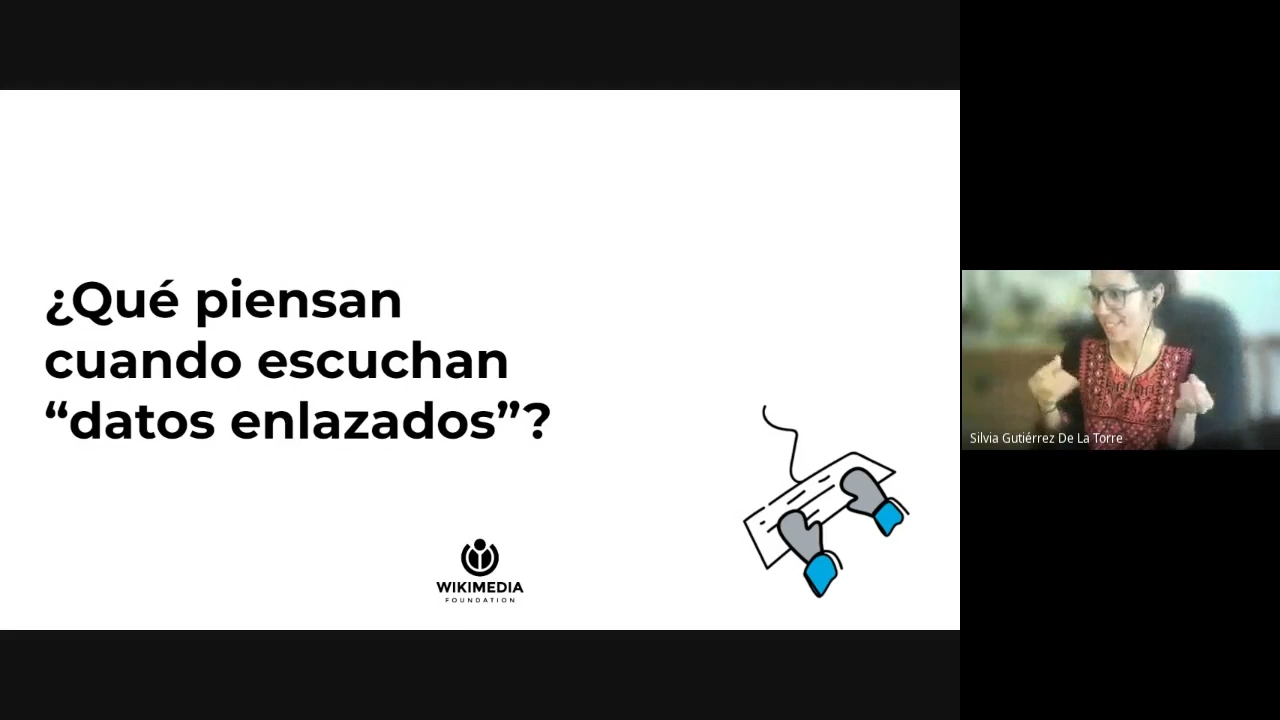 ¿Qué piensan
cuando escuchan
“datos enlazados”?
WIKIMEDIA
FOUNDATION
Silvia Gutiérrez De La Torre